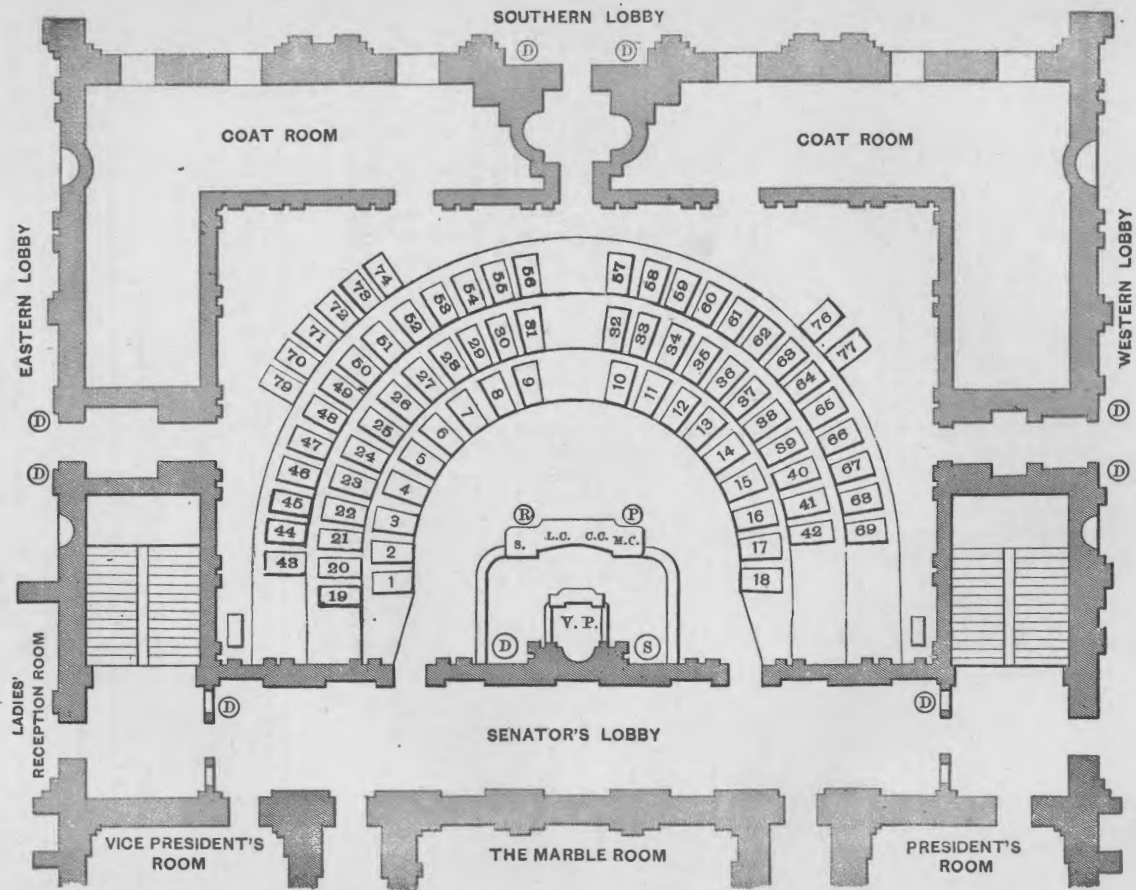 SOUTHERN LOBBY
D
D
COAT ROOM
COAT ROOM
EASTERN LOBBY
WESTERN LOBBY
74
73
72
71
70
79
76
77
56
55
54
53
52
51
50
49
48
47
46
45
44
43
57
58
59
60
61
62
63
64
65
66
67
68
69
31
30
29
28
27
26
25
24
23
22
21
20
19
32
33
34
35
36
37
38
39
40
41
42
9
8
7
6
5
4
3
2
1
10
11
12
13
14
15
16
17
18
D
D
D
D
R
P
S.
L.C.
C.C.
M.C.
V. P.
D
S
LADIES'
RECEPTION ROOM
D
D
SENATOR'S LOBBY
VICE PRESIDENT'S
ROOM
THE MARBLE ROOM
PRESIDENT'S
ROOM